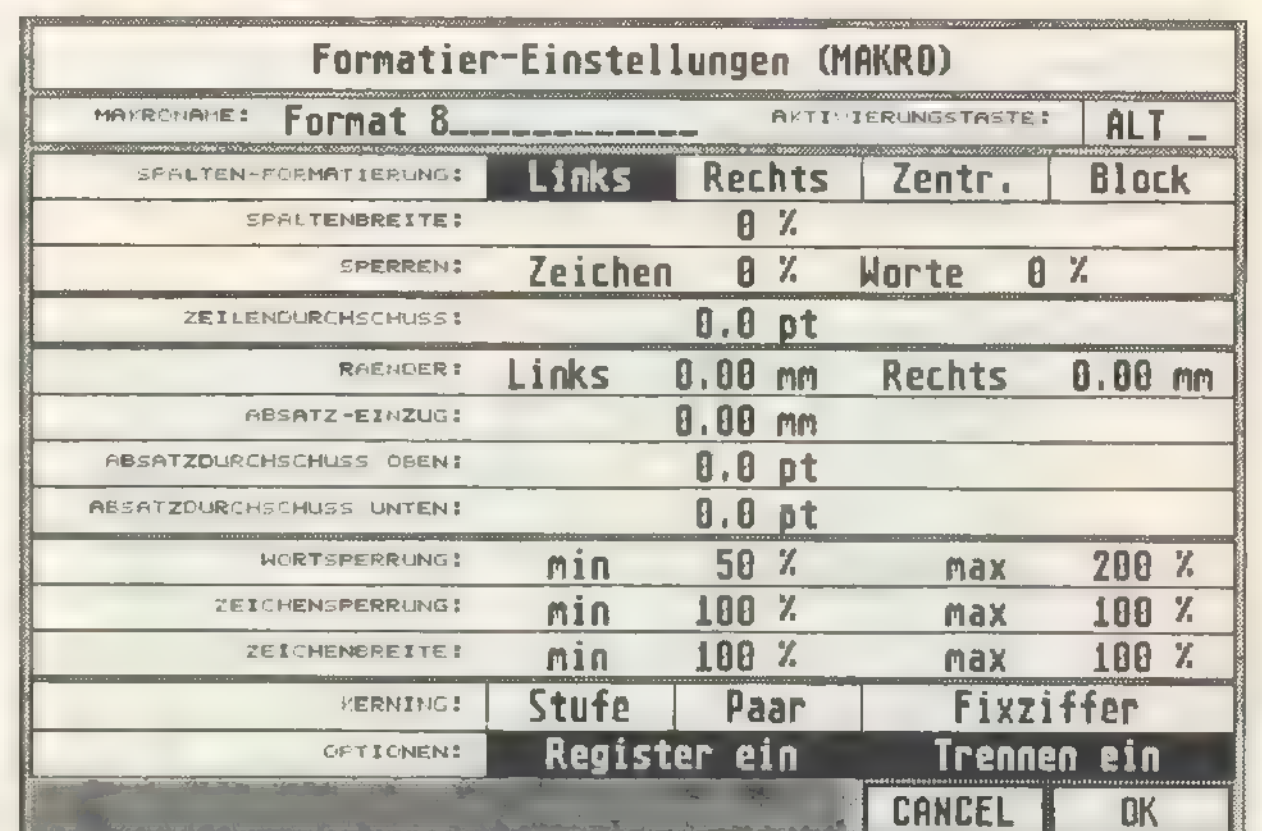 Formatier-Einstellungen (MAKRO)
MAKRONAME: Format 8_____________ AKTIVIERUNGSTASTE: ALT _
SPALTEN-FORMATIERUNG: Links Rechts Zentr. Block
SPALTENBREITE: 0 %
SPERREN: Zeichen 0 % Worte 0 %
ZEILENDURCHSCHUSS: 0.0 pt
RAENDER: Links 0.00 mm Rechts 0.00 mm
ABSATZ-EINZUG: 0.00 mm
ABSATZDURCHSCHUSS OBEN: 0.0 pt
ABSATZDURCHSCHUSS UNTEN: 0.0 pt
WORTSPERRUNG: min 50 % max 200 %
ZEICHENSPERRUNG: min 100 % max 100 %
ZEICHENBREITE: min 100 % max 100 %
KERNING: Stufe Paar Fixziffer
OPTIONEN: Register ein Trennen ein
CANCEL OK